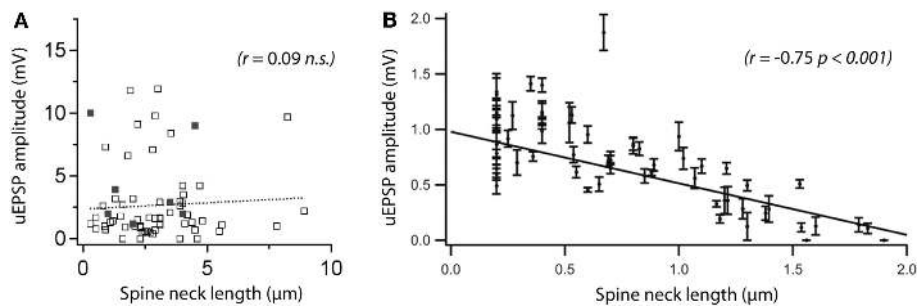 A
(r = 0.09 n.s.)
uEPSP amplitude (mV)
15
10
5
0
0
5
10
Spine neck length (μm)
B
(r = -0.75 p < 0.001)
uEPSP amplitude (mV)
2.0
1.5
1.0
0.5
0.0
0.0
0.5
1.0
1.5
2.0
Spine neck length (μm)